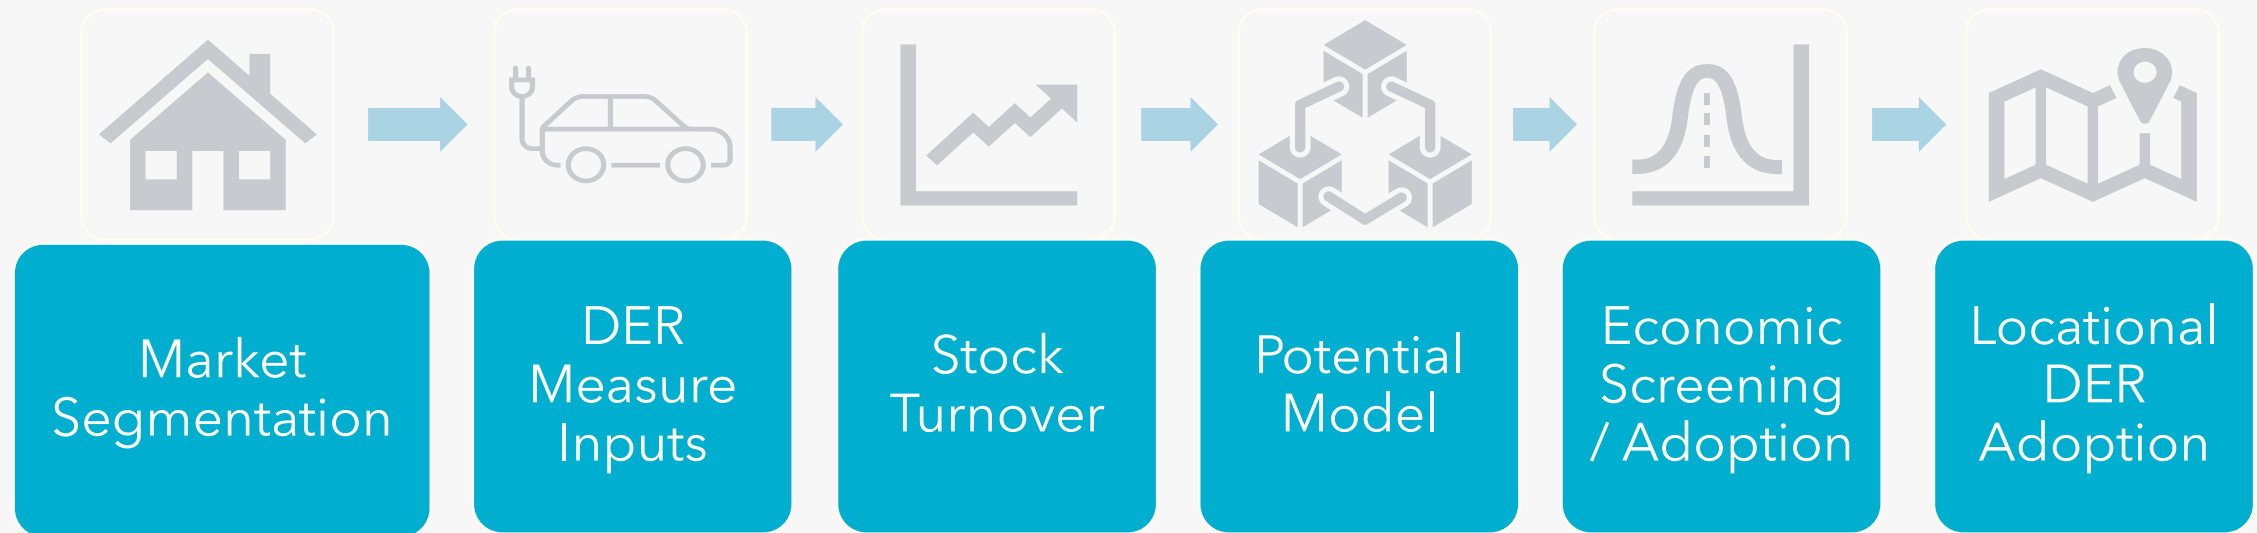 Market
Segmentation
DER
Measure
Inputs
Stock
Turnover
Potential
Model
Economic
Screening
/ Adoption
Locational
DER
Adoption